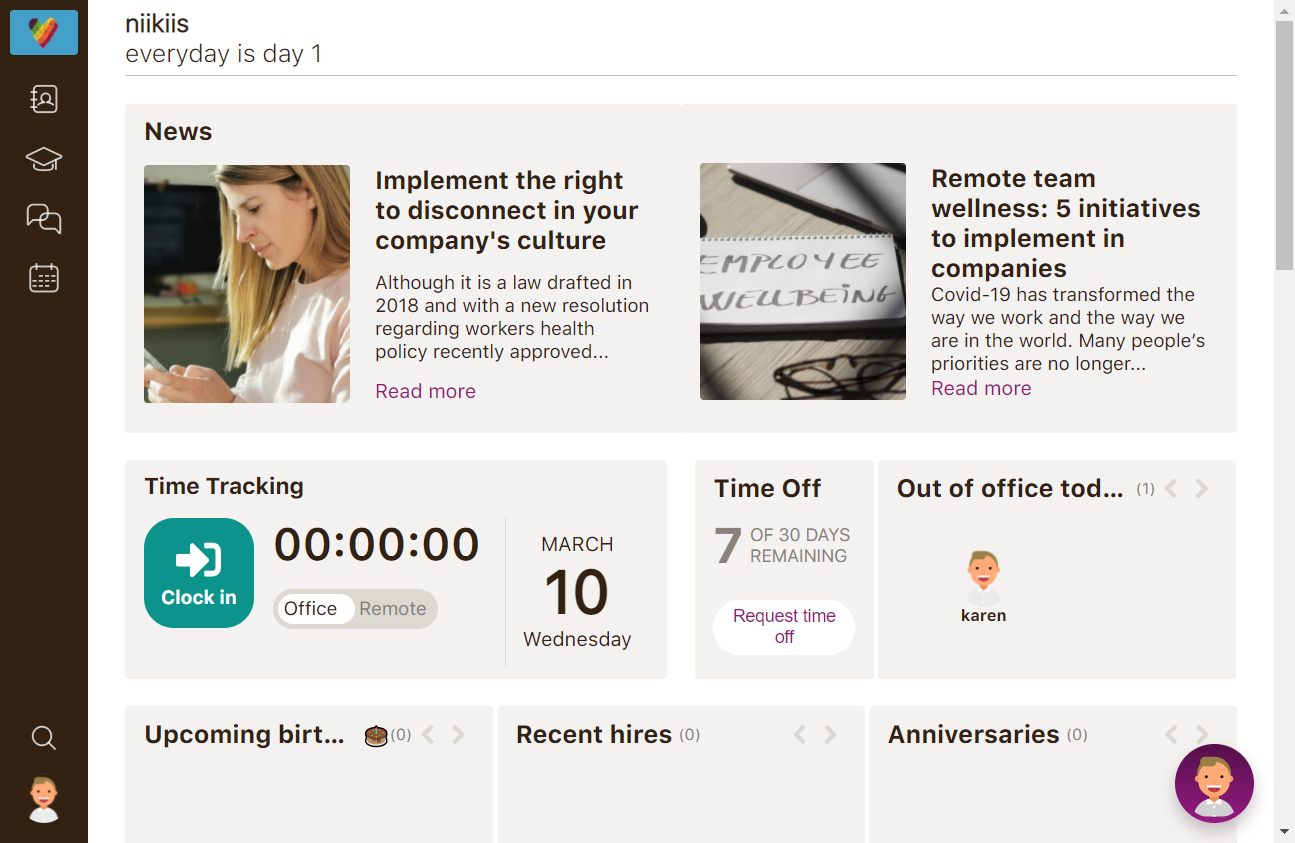 niikiis
everyday is day 1
News
Implement the right
to disconnect in your
company's culture
Although it is a law drafted in
2018 and with a new resolution
regarding workers health
policy recently approved...
Read more
EMPLOYEE
WELLBEING
Remote team
wellness: 5 initiatives
to implement in
companies
Covid-19 has transformed the
way we work and the way we
are in the world. Many people’s
priorities are no longer...
Read more
Time Tracking
Clock in
00:00:00
Office Remote
MARCH
10
Wednesday
Time Off
7 OF 30 DAYS
REMAINING
Request time
off
Out of office tod... (1)
karen
Upcoming birt... (0)
Recent hires (0)
Anniversaries (0)